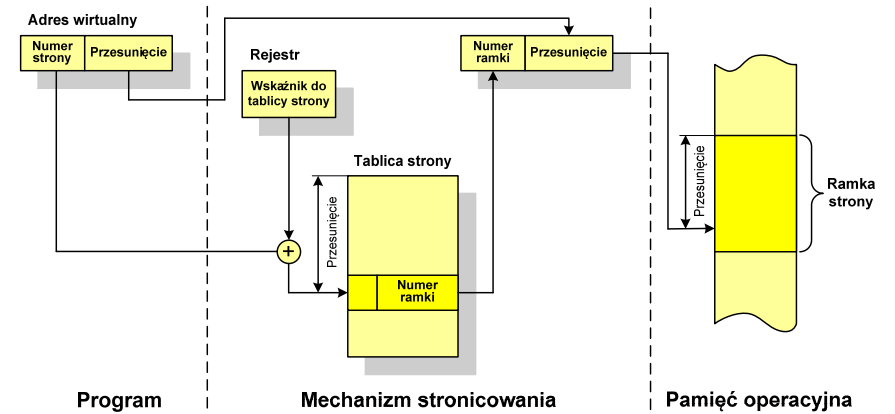 Adres wirtualny
Numer
strony
Przesunięcie
Rejestr
Wskaźnik do
tablicy strony
Numer
ramki
Przesunięcie
Tablica strony
Przesunięcie
Numer
ramki
Przesunięcie
Ramka
strony
Program
Mechanizm stronicowania
Pamięć operacyjna